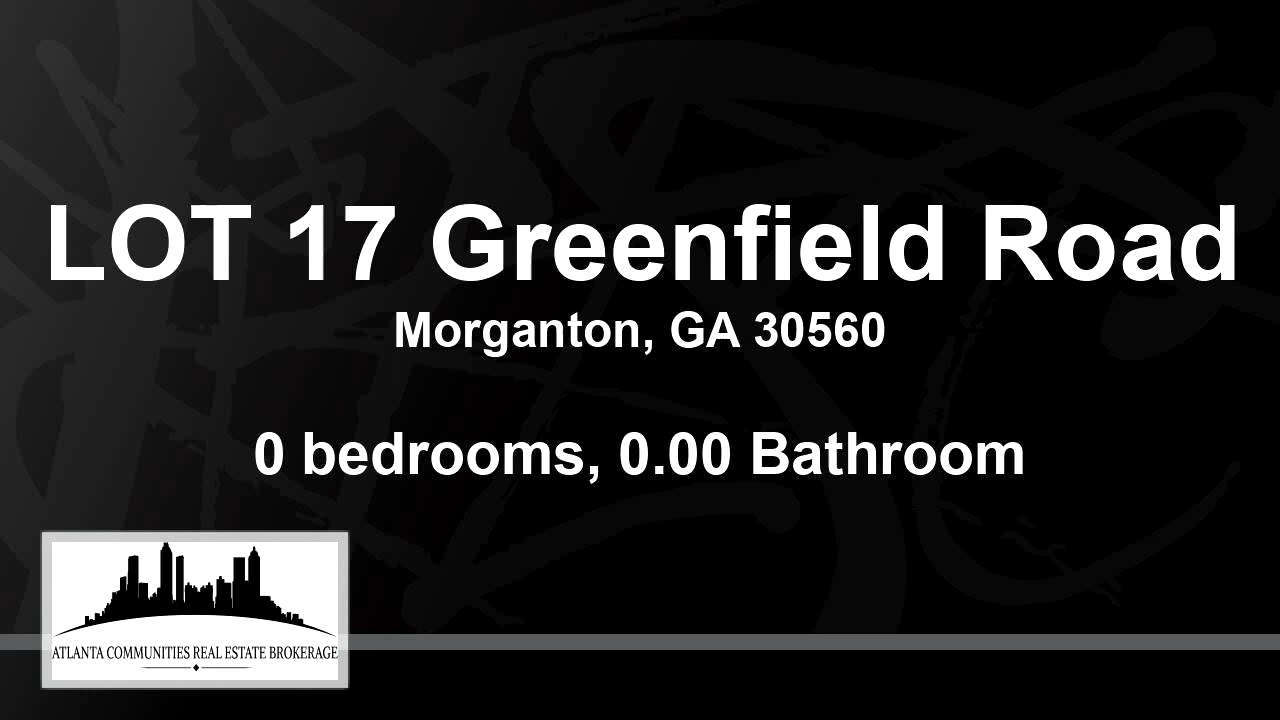 LOT 17 Greenfield Road
Morganton, GA 30560
0 bedrooms, 0.00 Bathroom
ATLANTA COMMUNITIES REAL ESTATE BROKERAGE